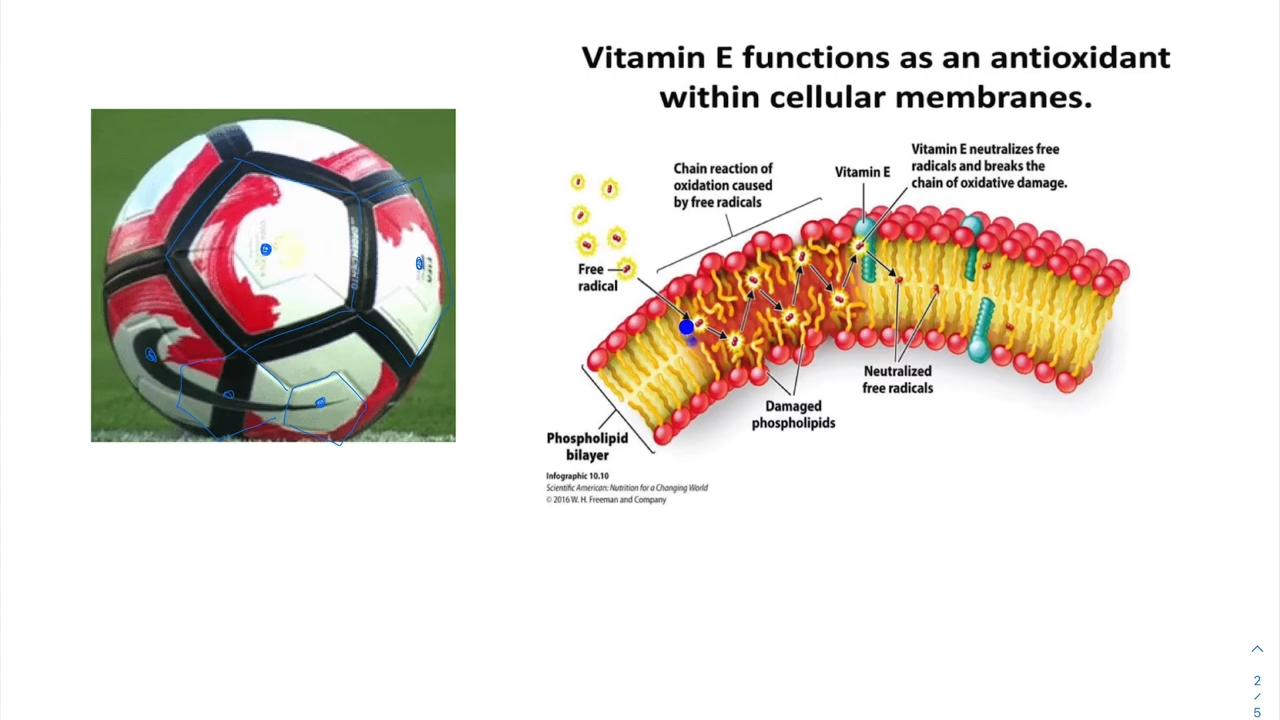 Vitamin E functions as an antioxidant
within cellular membranes.
Vitamin E neutralizes free
radicals and breaks the
chain of oxidative damage.
Chain reaction of
oxidation caused
by free radicals
Vitamin E
Free
radical
Neutralized
free radicals
Damaged
phospholipids
Phospholipid
bilayer
Infographic 10.10
Scientific American: Nutrition for a Changing World
© 2016 W. H. Freeman and Company
2
/
5